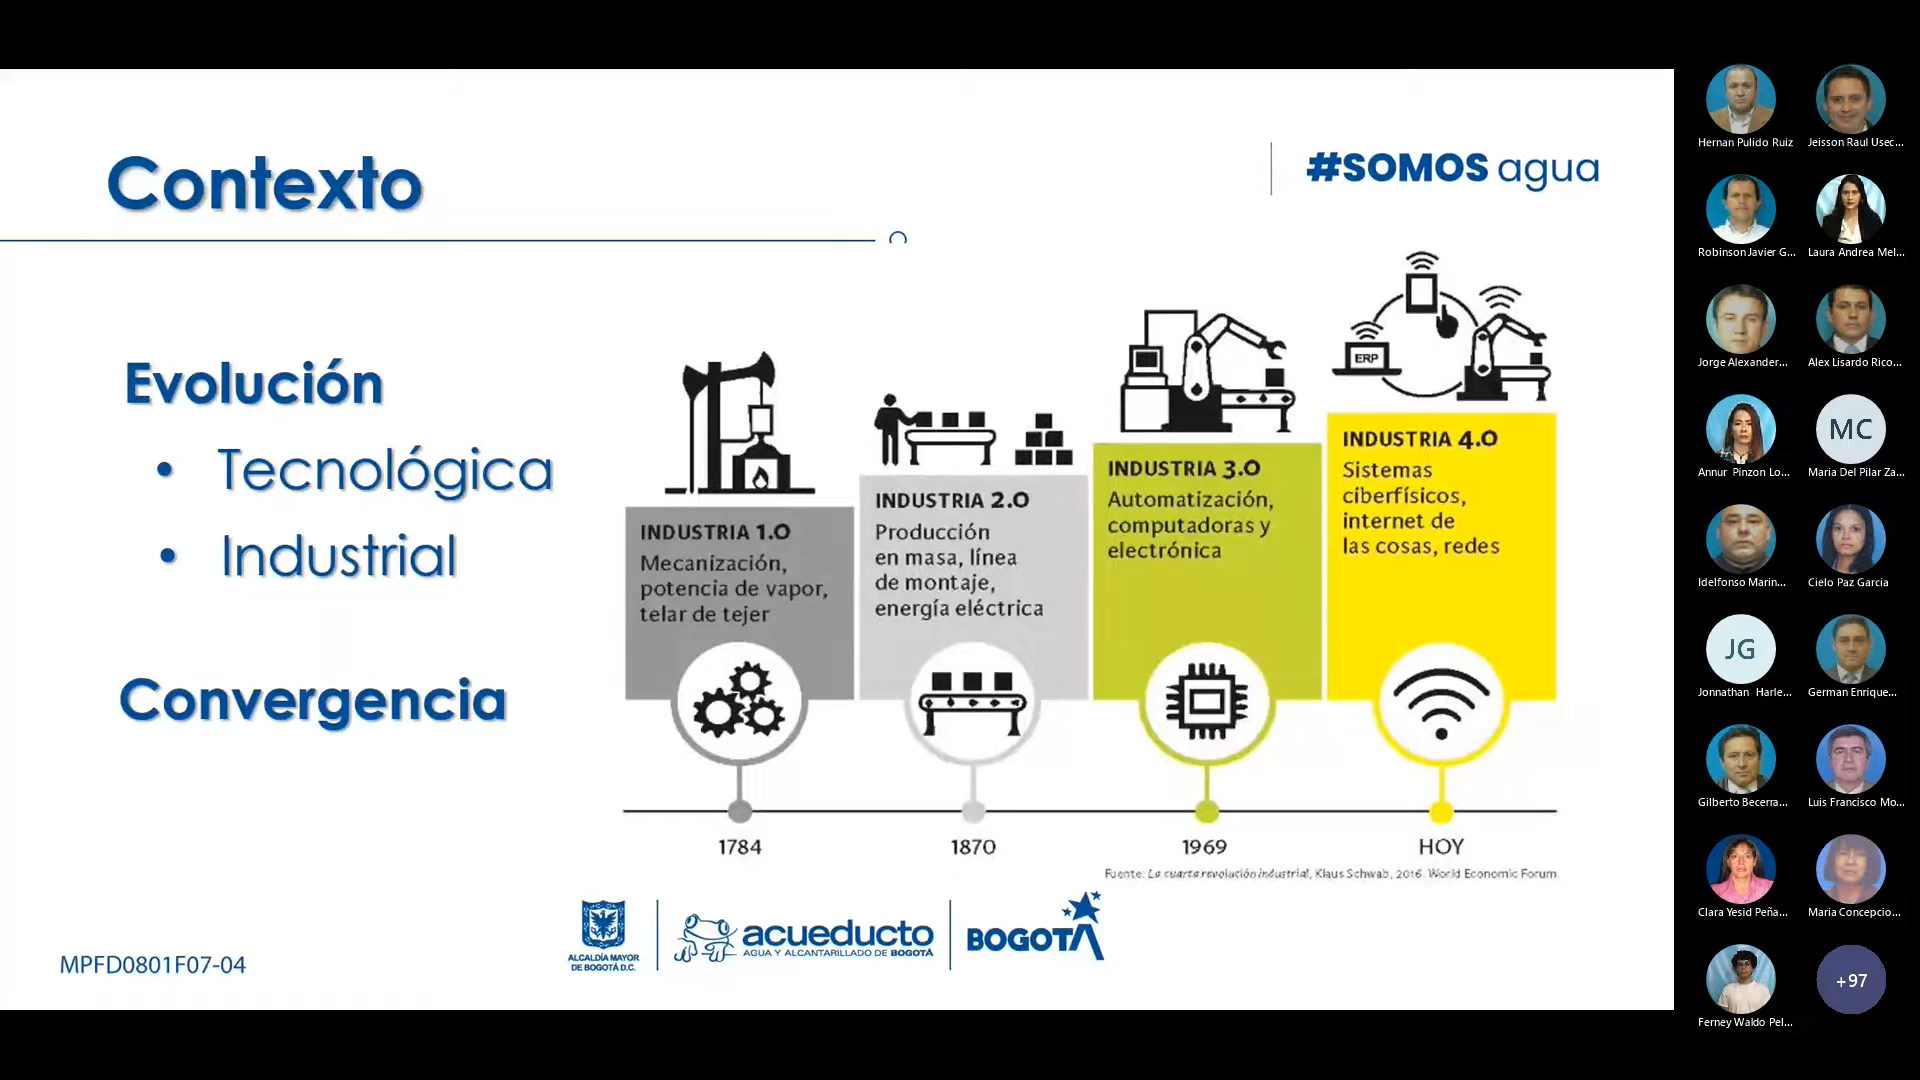 Contexto
#SOMOS agua
Evolución
• Tecnológica
• Industrial
Convergencia
ERP
INDUSTRIA 1.0
Mecanización,
potencia de vapor,
telar de tejer
INDUSTRIA 2.0
Producción
en masa, línea
de montaje,
energía eléctrica
INDUSTRIA 3.0
Automatización,
computadoras y
electrónica
INDUSTRIA 4.0
Sistemas
ciberfísicos,
internet de
las cosas, redes
1784
1870
1969
HOY
Fuente: La cuarta revolución industrial, Klaus Schwab, 2016. World Economic Forum.
MPFD0801F07-04
ALCALDÍA MAYOR
DE BOGOTÁ D.C.
acueducto
AGUA Y ALCANTARILLADO DE BOGOTÁ
BOGOTÁ
Hernan Pulido Ruiz
Jeisson Raul Usec...
Robinson Javier G...
Laura Andrea Mel...
Jorge Alexander...
Alex Lisardo Rico...
Annur Pinzon Lo...
MC
Maria Del Pilar Za...
Ildefonso Marin...
Cielo Paz Garcia
JG
Jonnathan Harle...
German Enrique...
Gilberto Becerra...
Luis Francisco Mo...
Clara Yesid Peña...
Maria Concepcio...
Ferney Waldo Pel...
+97